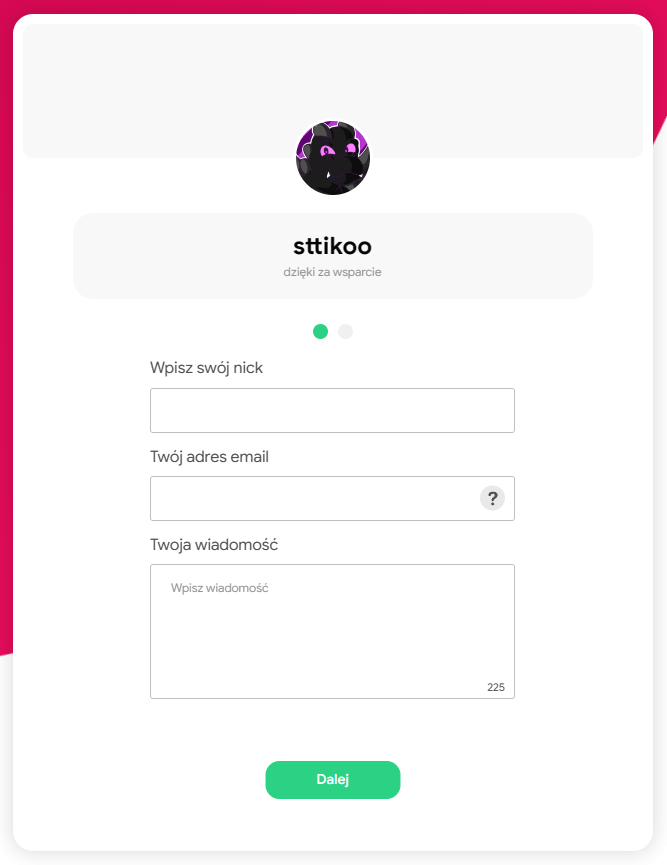 sttikoo
dzięki za wsparcie
Wpisz swój nick
Twój adres email
?
Twoja wiadomość
Wpisz wiadomość
225
Dalej